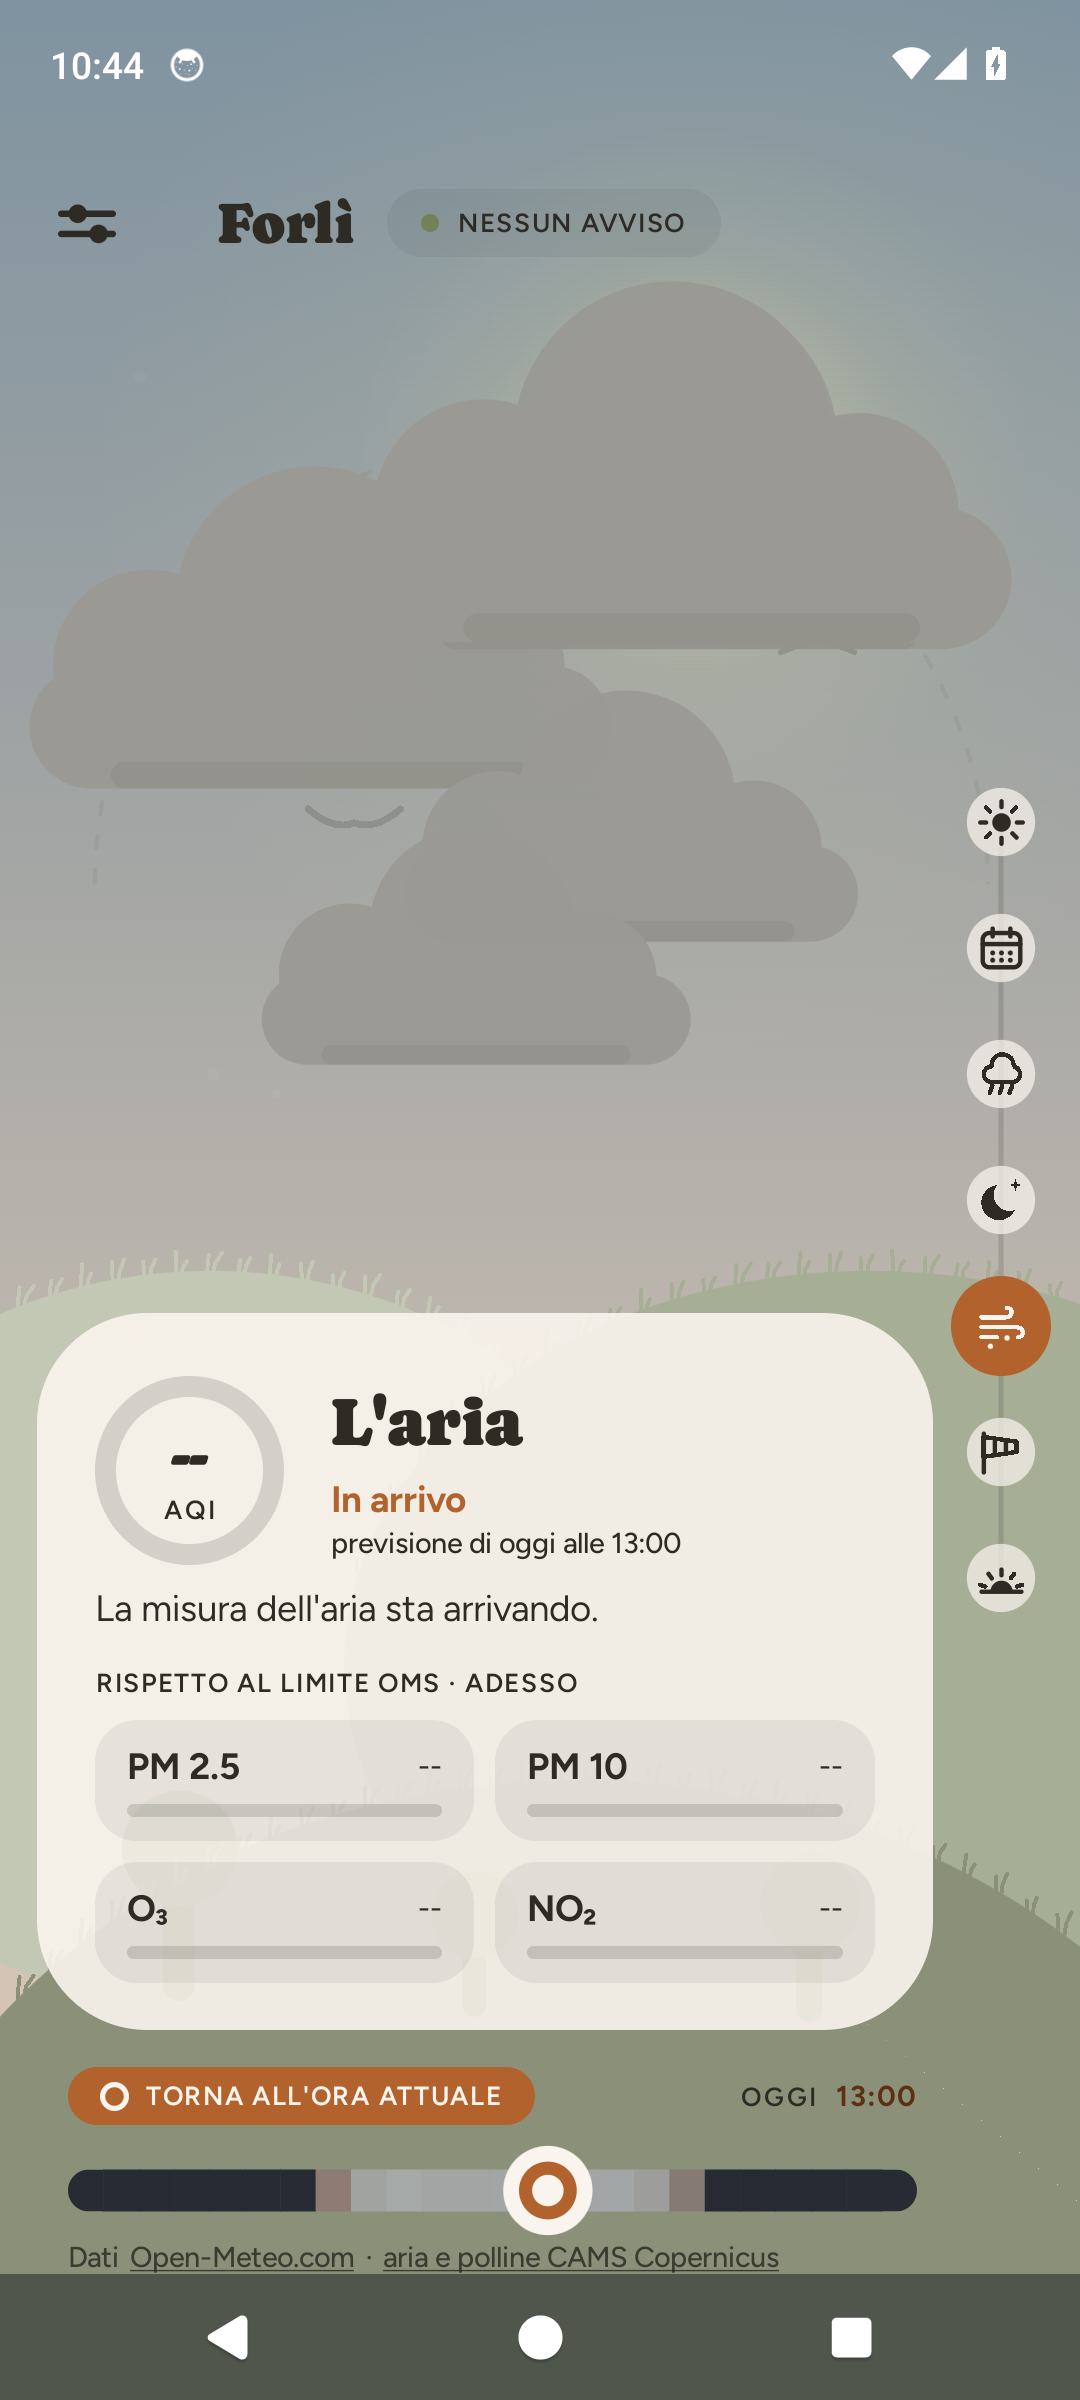 10:44
Forlì
NESSUN AVVISO
--
AQI
L'aria
In arrivo
previsione di oggi alle 13:00
La misura dell'aria sta arrivando.
RISPETTO AL LIMITE OMS · ADESSO
PM 2.5 --
PM 10 --
O₃ --
NO₂ --
TORNA ALL'ORA ATTUALE
OGGI 13:00
Dati Open-Meteo.com · aria e polline CAMS Copernicus